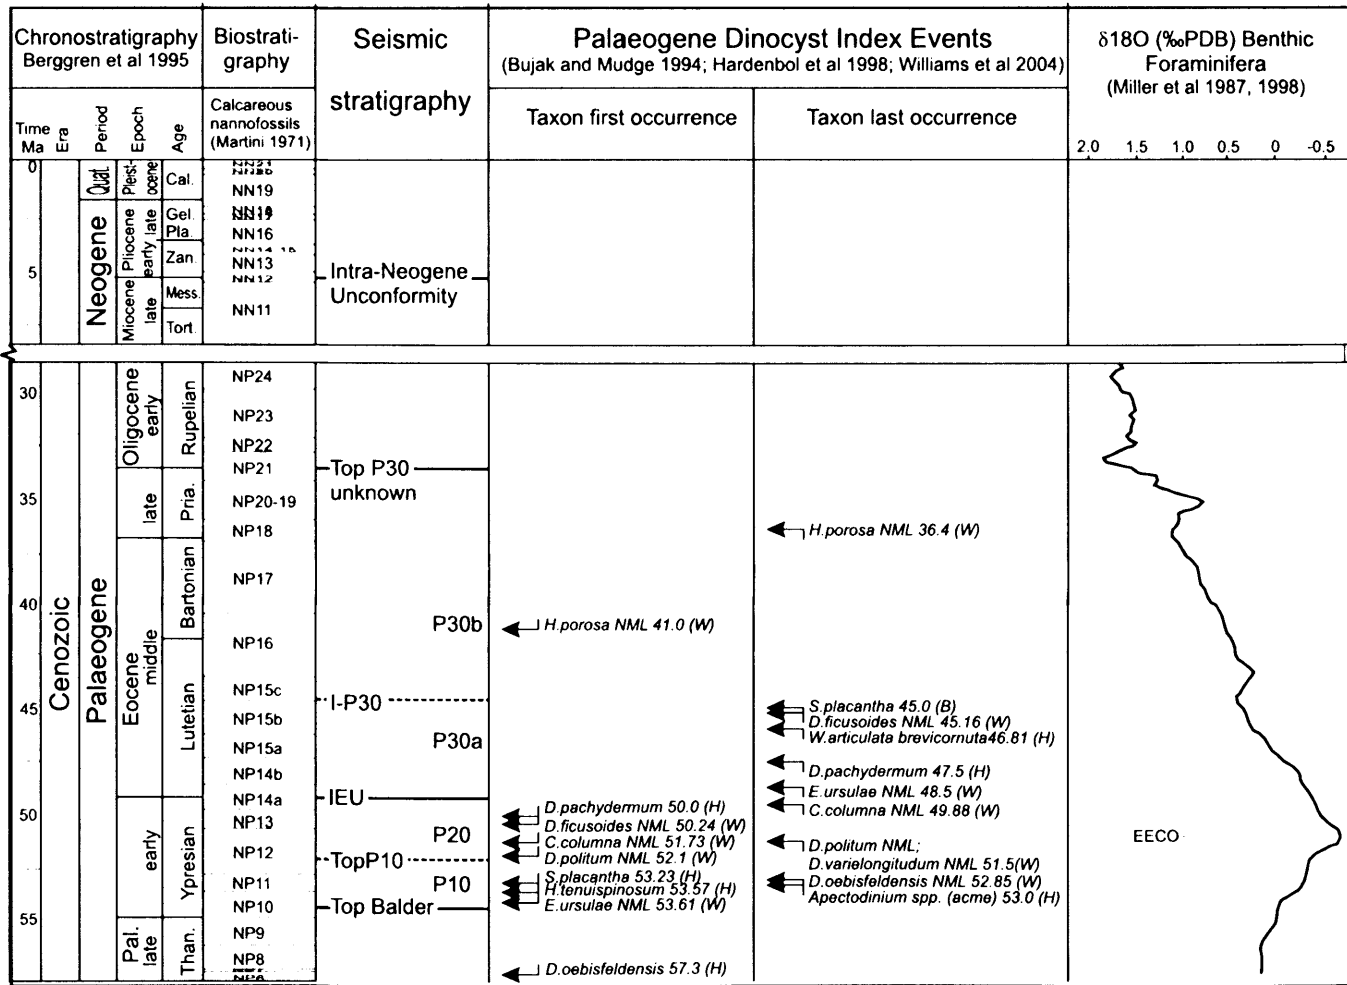 Chronostratigraphy
Berggren et al 1995
Biostrati-
graphy
Seismic
stratigraphy
Palaeogene Dinocyst Index Events
(Bujak and Mudge 1994; Hardenbol et al 1998; Williams et al 2004)
δ18O (‰PDB) Benthic
Foraminifera
(Miller et al 1987, 1998)
Time
Ma
Era
Period
Epoch
Age
Calcareous
nannofossils
(Martini 1971)
Taxon first occurrence
Taxon last occurrence
2.0 1.5 1.0 0.5 0 -0.5
0
5
30
35
40
45
50
55
Cenozoic
Quat.
Neogene
Palaeogene
Pleist-
ocene
Pliocene
early late
Miocene
late
Oligocene
early
Eocene
late
middle
early
Pal.
late
Cal.
Gel.
Pla.
Zan.
Mess.
Tort.
Rupelian
Pria.
Bartonian
Lutetian
Ypresian
Than.
NN19
NN16
NN13
NN12
NN11
NP24
NP23
NP22
NP21
NP20-19
NP18
NP17
NP16
NP15c
NP15b
NP15a
NP14b
NP14a
NP13
NP12
NP11
NP10
NP9
NP8
Intra-Neogene
Unconformity
Top P30
unknown
P30b
I-P30
P30a
IEU
P20
TopP10
P10
Top Balder
H.porosa NML 41.0 (W)
D.pachydermum 50.0 (H)
D.ficusoides NML 50.24 (W)
C.columna NML 51.73 (W)
D.politum NML 52.1 (W)
S.placantha 53.23 (H)
H.tenuispinosum 53.57 (H)
E.ursulae NML 53.61 (W)
D.oebisfeldensis 57.3 (H)
H.porosa NML 36.4 (W)
S.placantha 45.0 (B)
D.ficusoides NML 45.16 (W)
W.articulata brevicornuta46.81 (H)
D.pachydermum 47.5 (H)
E.ursulae NML 48.5 (W)
C.columna NML 49.88 (W)
D.politum NML;
D.varielongitudum NML 51.5(W)
D.oebisfeldensis NML 52.85 (W)
Apectodinium spp. (acme) 53.0 (H)
EECO